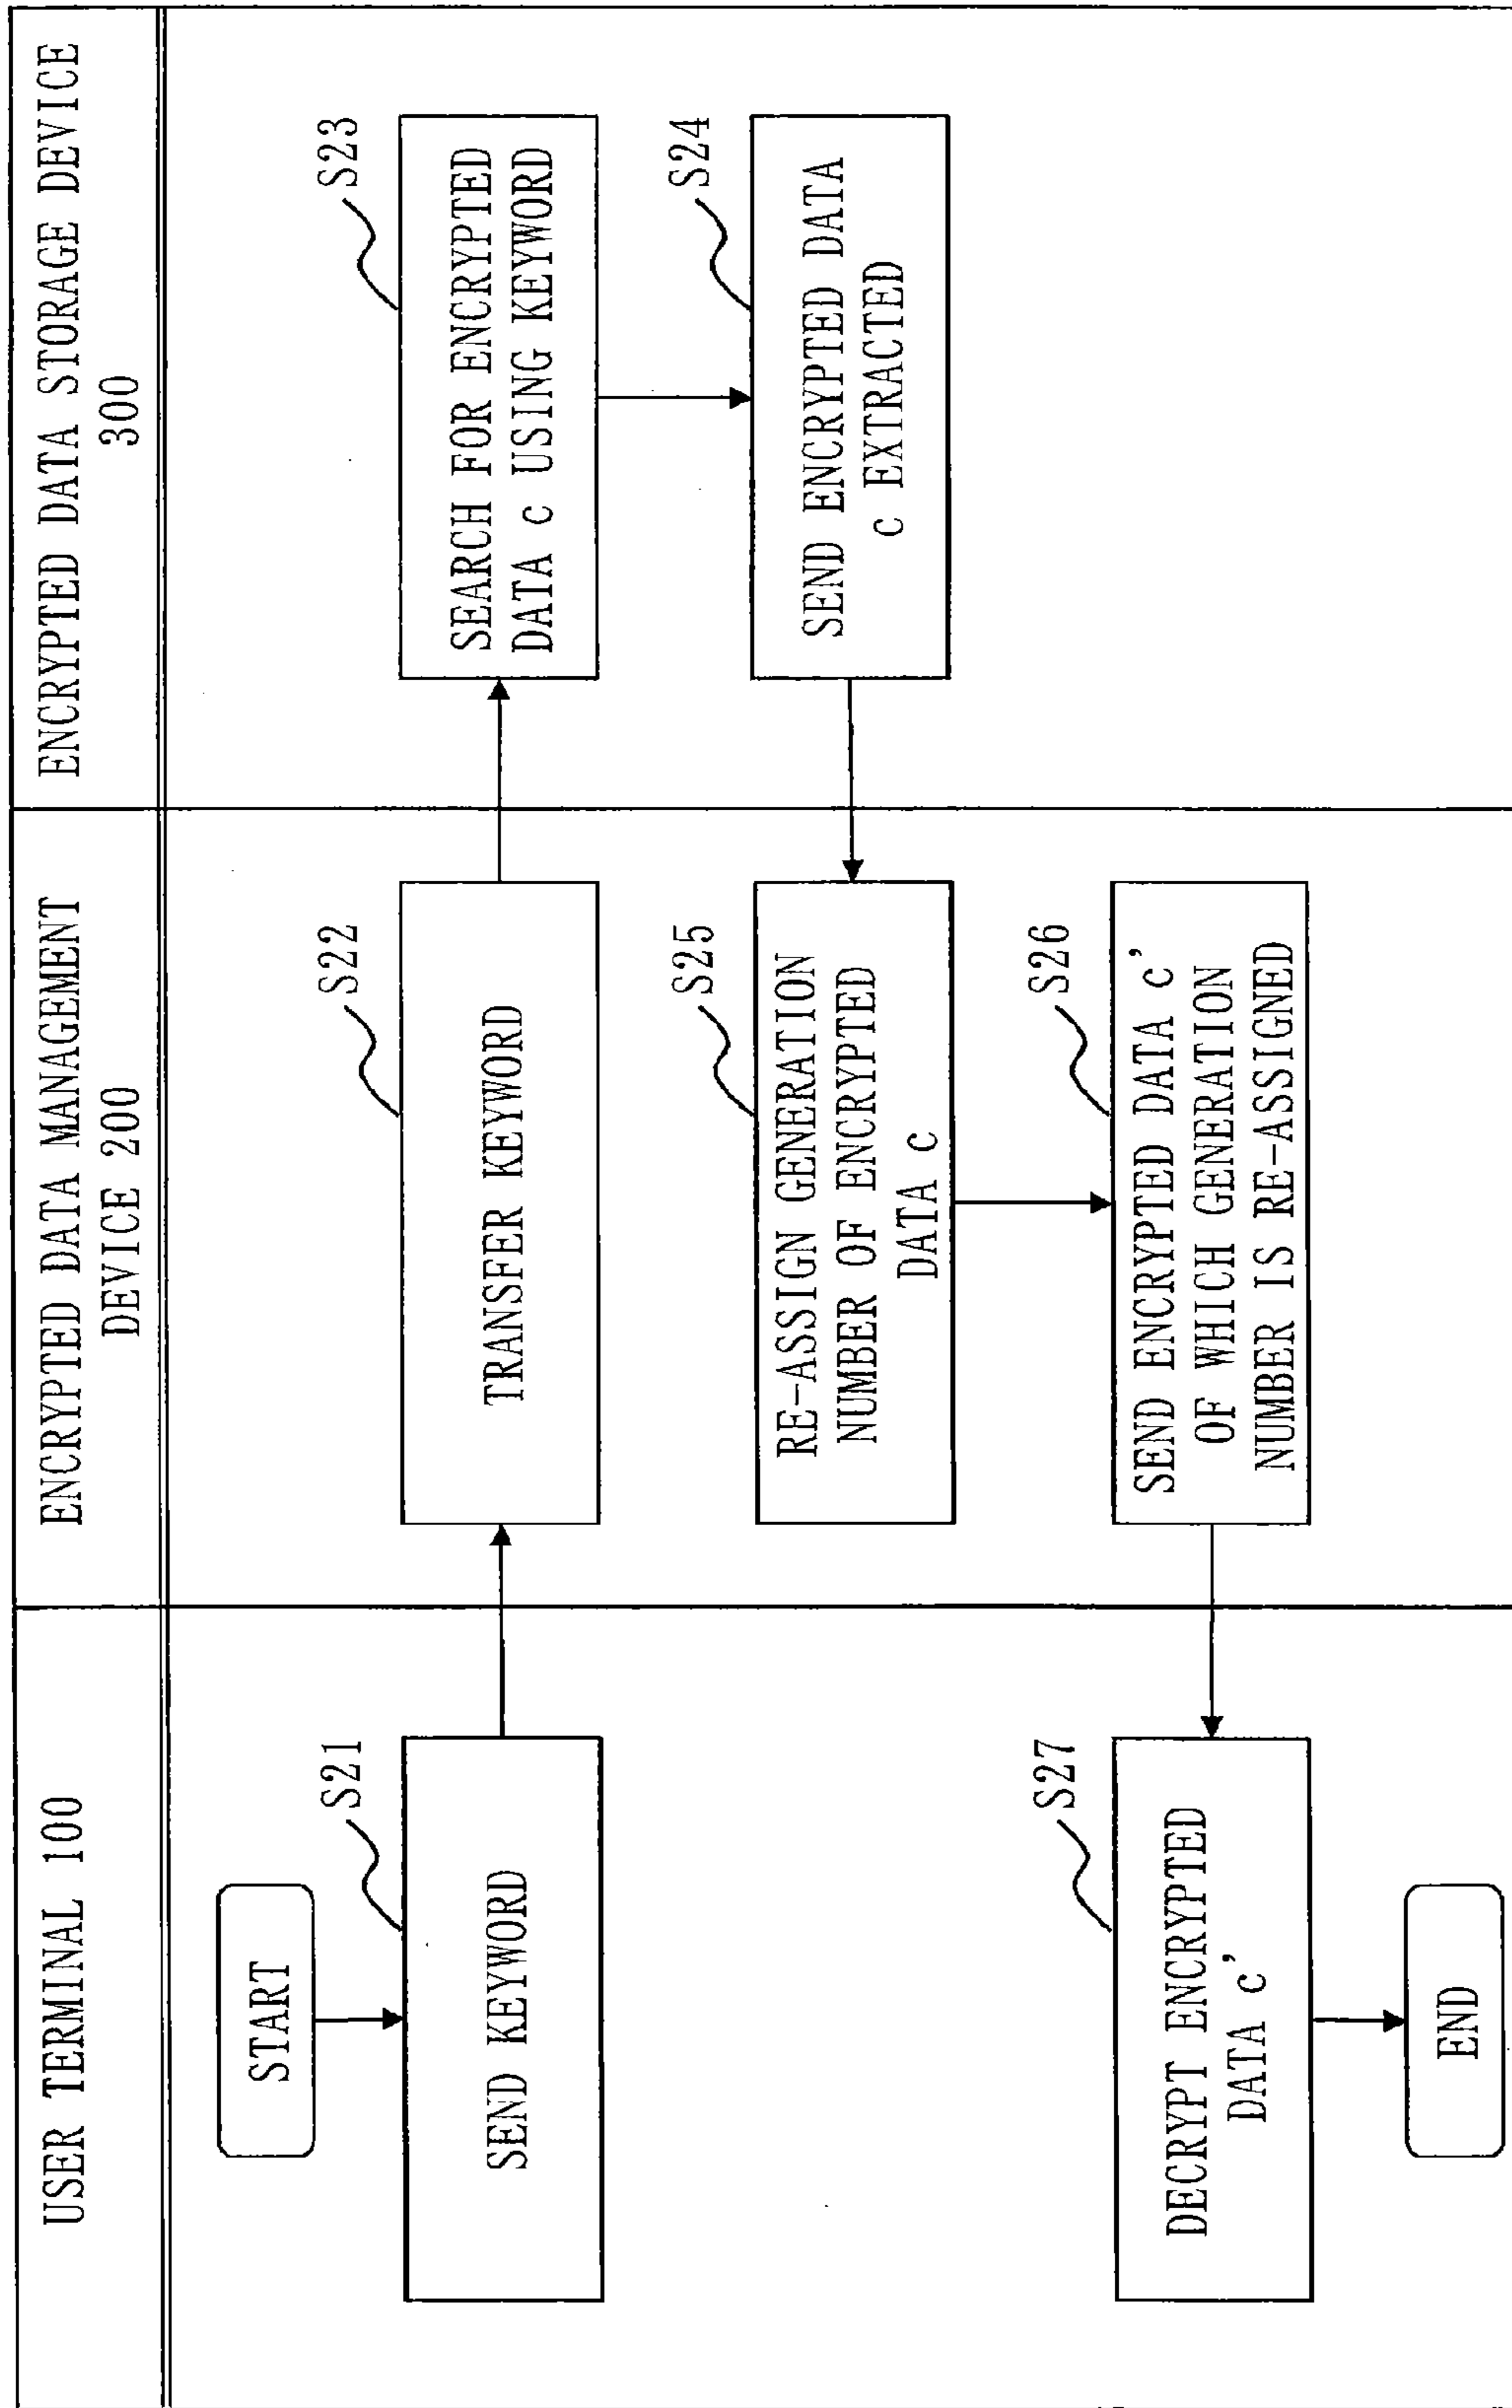 USER TERMINAL 100
ENCRYPTED DATA MANAGEMENT
DEVICE 200
ENCRYPTED DATA STORAGE DEVICE
300
START
S21
SEND KEYWORD
S22
TRANSFER KEYWORD
S23
SEARCH FOR ENCRYPTED
DATA c USING KEYWORD
S24
SEND ENCRYPTED DATA
c EXTRACTED
S25
RE-ASSIGN GENERATION
NUMBER OF ENCRYPTED
DATA c
S26
SEND ENCRYPTED DATA c'
OF WHICH GENERATION
NUMBER IS RE-ASSIGNED
S27
DECRYPT ENCRYPTED
DATA c'
END